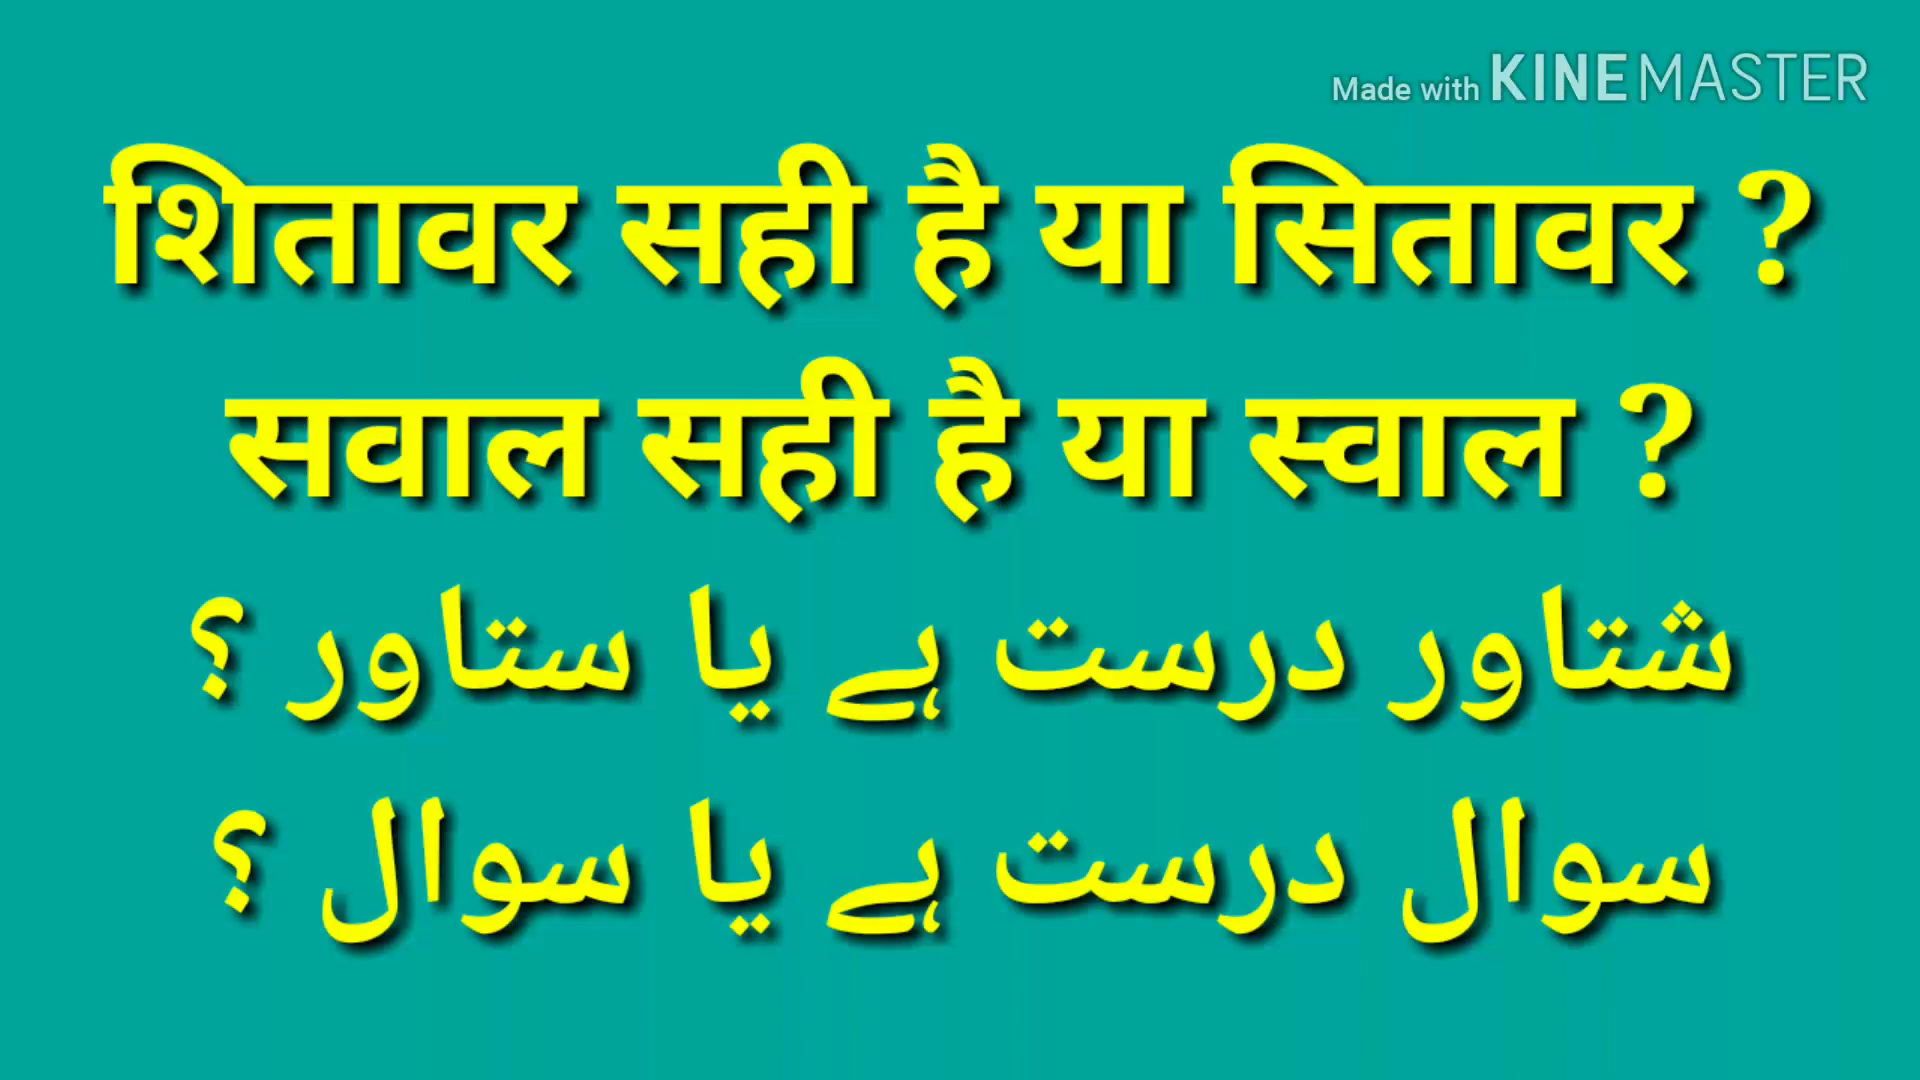 Made with KINEMASTER
शितावर सही है या सितावर ?
सवाल सही है या स्वाल ?
شتاور درست ہے یا ستاور ؟
سوال درست ہے یا سوال ؟